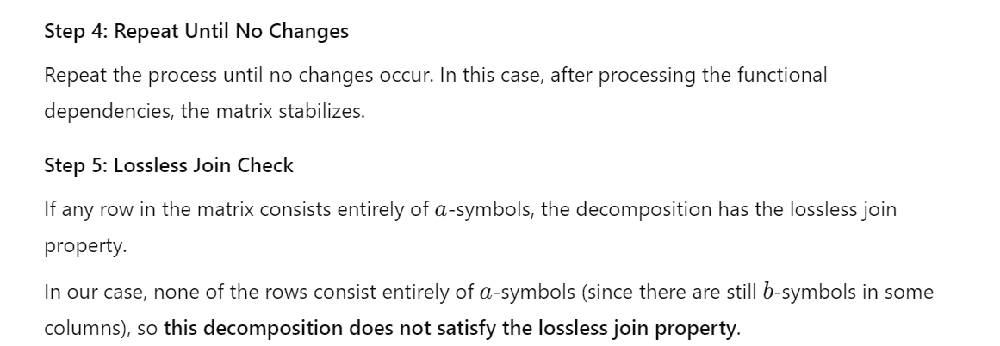 Step 4: Repeat Until No Changes
Repeat the process until no changes occur. In this case, after processing the functional
dependencies, the matrix stabilizes.
Step 5: Lossless Join Check
If any row in the matrix consists entirely of a-symbols, the decomposition has the lossless join
property.
In our case, none of the rows consist entirely of a-symbols (since there are still b-symbols in some
columns), so this decomposition does not satisfy the lossless join property.